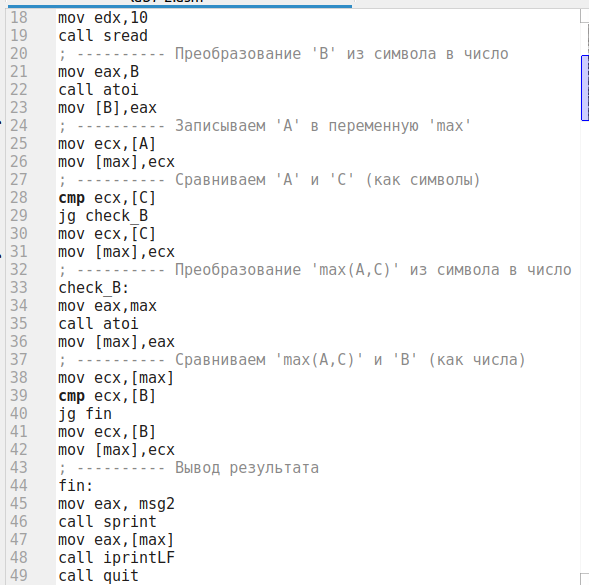 18 mov edx,10
19 call sread
20 ; ---------- Преобразование 'B' из символа в число
21 mov eax,B
22 call atoi
23 mov [B],eax
24 ; ---------- Записываем 'A' в переменную 'max'
25 mov ecx,[A]
26 mov [max],ecx
27 ; ---------- Сравниваем 'A' и 'С' (как символы)
28 cmp ecx,[C]
29 jg check_B
30 mov ecx,[C]
31 mov [max],ecx
32 ; ---------- Преобразование 'max(A,C)' из символа в число
33 check_B:
34 mov eax,max
35 call atoi
36 mov [max],eax
37 ; ---------- Сравниваем 'max(A,C)' и 'B' (как числа)
38 mov ecx,[max]
39 cmp ecx,[B]
40 jg fin
41 mov ecx,[B]
42 mov [max],ecx
43 ; ---------- Вывод результата
44 fin:
45 mov eax, msg2
46 call sprint
47 mov eax,[max]
48 call iprintLF
49 call quit